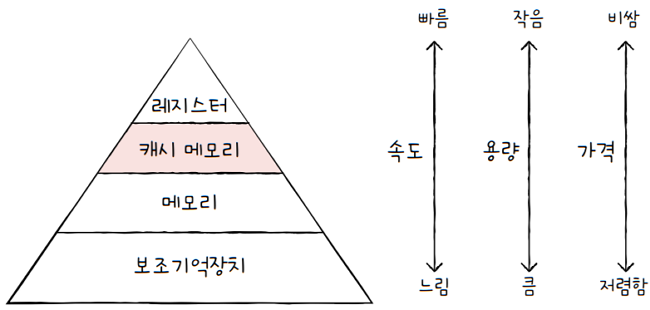 빠름 작음 비쌈
레지스터
캐시 메모리
속도 용량 가격
메모리
보조기억장치
느림 큼 저렴함